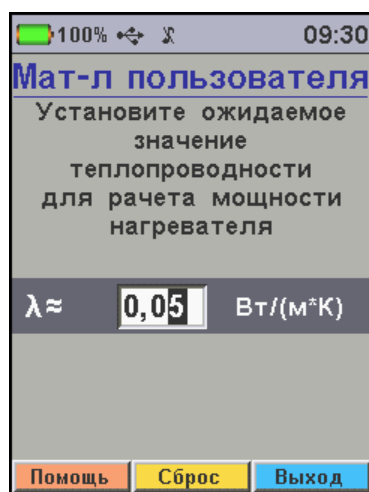 100% 09:30
Мат-л пользователя
Установите ожидаемое
значение
теплопроводности
для рачета мощности
нагревателя
λ≈ 0,05 Вт/(м*К)
Помощь Сброс Выход